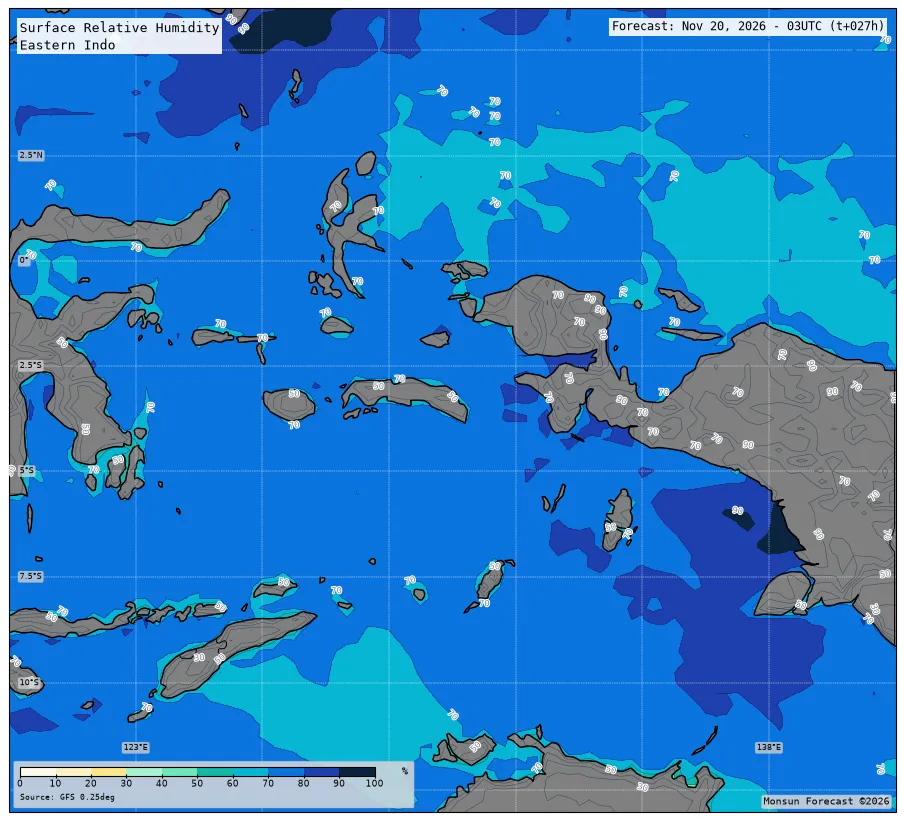 Surface Relative Humidity
Eastern Indo
Forecast: Nov 20, 2026 - 03UTC (t+027h)
2.5°N
0°
2.5°S
5°S
7.5°S
10°S
123°E
138°E
%
0 10 20 30 40 50 60 70 80 90 100
Source: GFS 0.25deg
Monsun Forecast ©2026